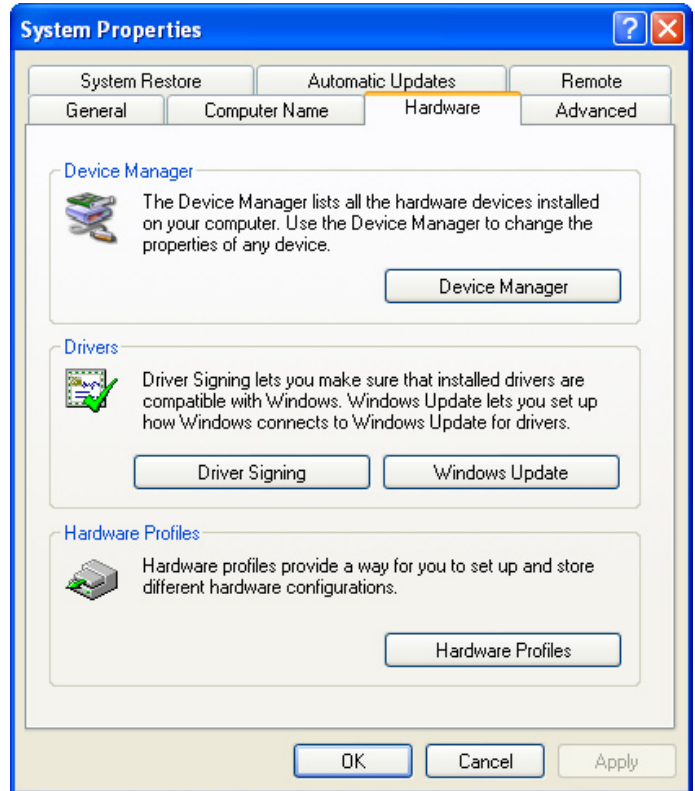 System Properties
System Restore
Automatic Updates
Remote
General
Computer Name
Hardware
Advanced
Device Manager
The Device Manager lists all the hardware devices installed
on your computer. Use the Device Manager to change the
properties of any device.
Device Manager
Drivers
Driver Signing lets you make sure that installed drivers are
compatible with Windows. Windows Update lets you set up
how Windows connects to Windows Update for drivers.
Driver Signing
Windows Update
Hardware Profiles
Hardware profiles provide a way for you to set up and store
different hardware configurations.
Hardware Profiles
OK
Cancel
Apply